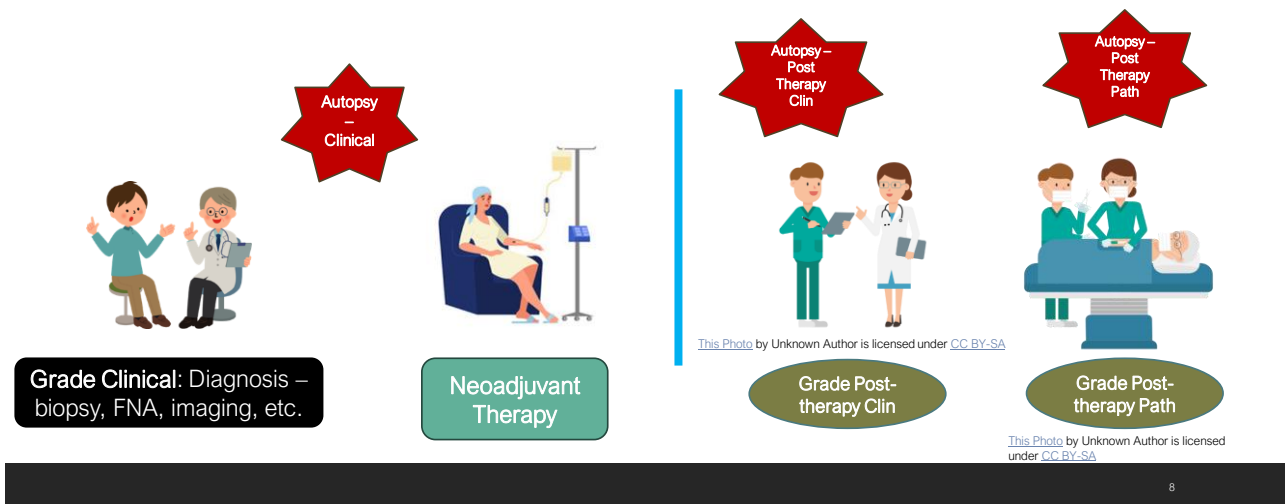 Autopsy
–
Clinical
Autopsy –
Post
Therapy
Clin
Autopsy –
Post
Therapy
Path
This Photo by Unknown Author is licensed under CC BY-SA
Grade Clinical: Diagnosis –
biopsy, FNA, imaging, etc.
Neoadjuvant
Therapy
Grade Post-
therapy Clin
Grade Post-
therapy Path
This Photo by Unknown Author is licensed
under CC BY-SA
8